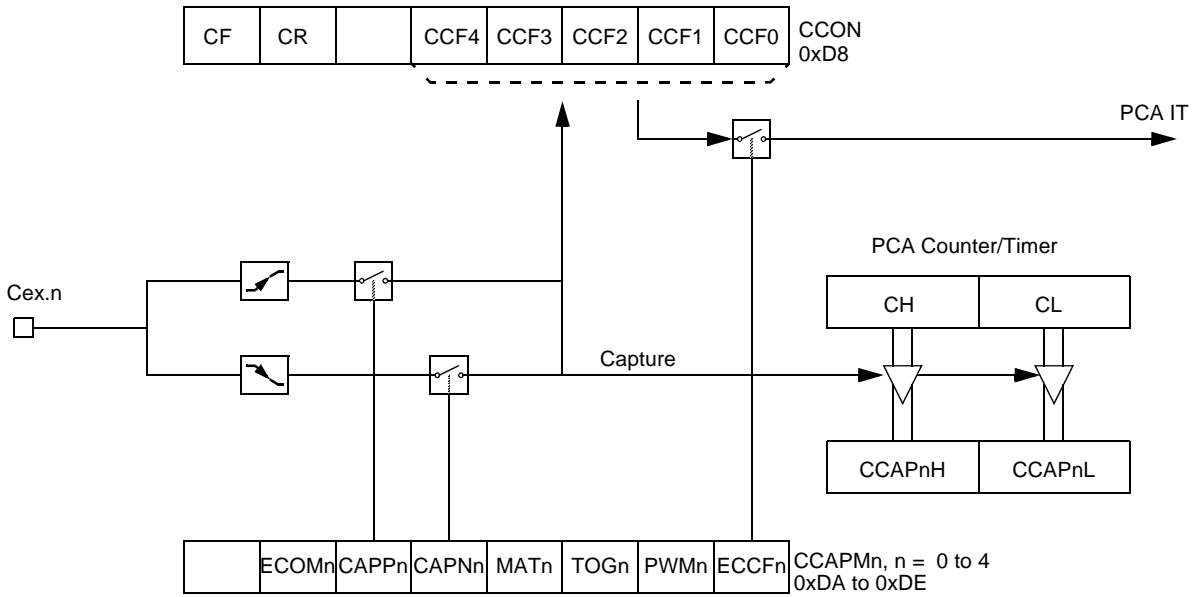 CF CR CCF4 CCF3 CCF2 CCF1 CCF0 CCON
0xD8
PCA IT
PCA Counter/Timer
Cex.n
CH CL
Capture
CCAPnH CCAPnL
ECOMn CAPPn CAPNn MATn TOGn PWMn ECCFn CCAPMn, n = 0 to 4
0xDA to 0xDE